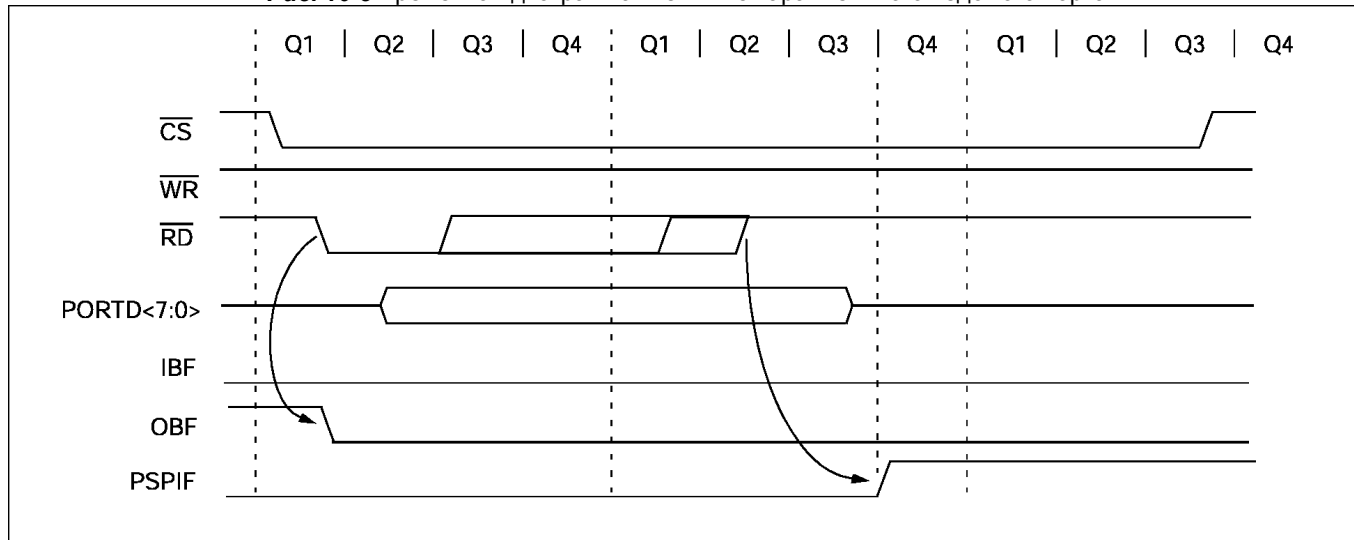 Q1 | Q2 | Q3 | Q4 | Q1 | Q2 | Q3 | Q4 | Q1 | Q2 | Q3 | Q4
CS
WR
RD
PORTD<7:0>
IBF
OBF
PSPIF